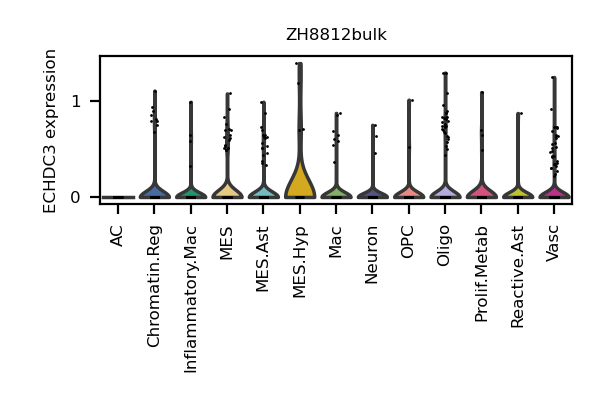 ZH8812bulk
ECHDC3 expression
1
0
AC
Chromatin.Reg
Inflammatory.Mac
MES
MES.Ast
MES.Hyp
Mac
Neuron
OPC
Oligo
Prolif.Metab
Reactive.Ast
Vasc